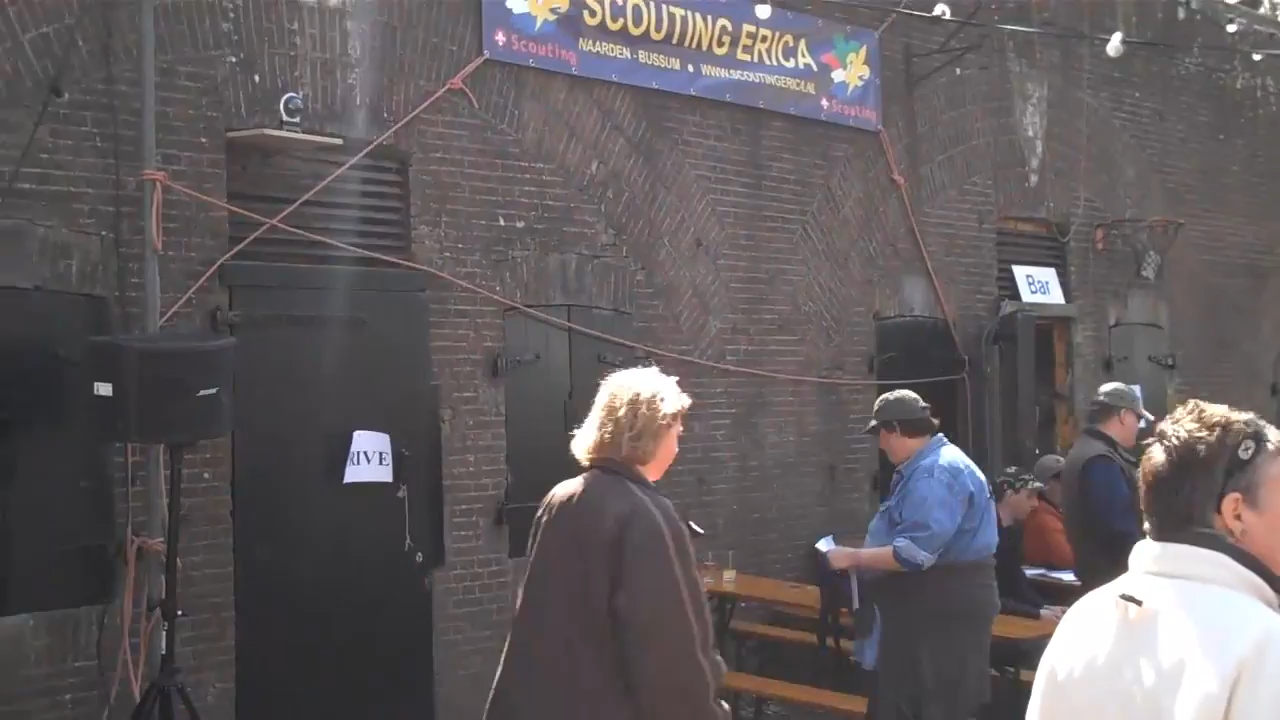 SCOUTING ERICA
Scouting
NAARDEN - BUSSUM • WWW.SCOUTINGERICA.NL
Scouting
Bar
RIVE